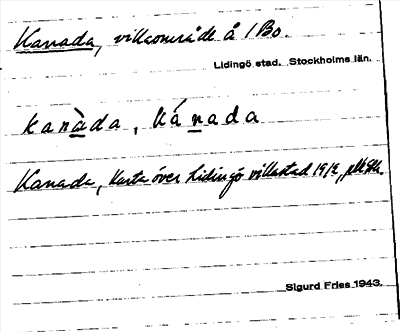 Kanada, villaområde å 1 Bo.
Lidingö stad. Stockholms län.
kanàda, kánada
Kanada, Karta över Lidingö villastad 1912,
Sigurd Fries 1943.